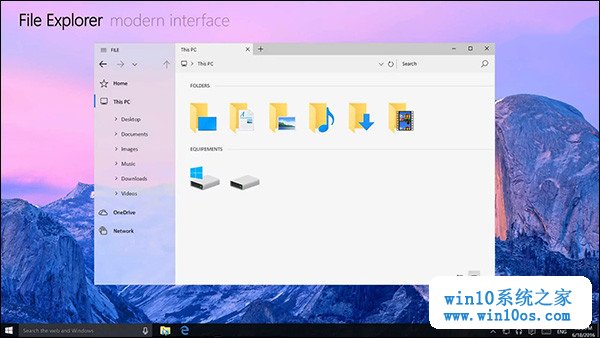 File Explorer modern interface
FILE
This PC
This PC
Search
Home
This PC
Desktop
Documents
Images
Music
Downloads
Videos
OneDrive
Network
FOLDERS
EQUIPEMENTS
win10系统之家
www.win10os.com
Search the web and Windows
ENG
6/18/2016